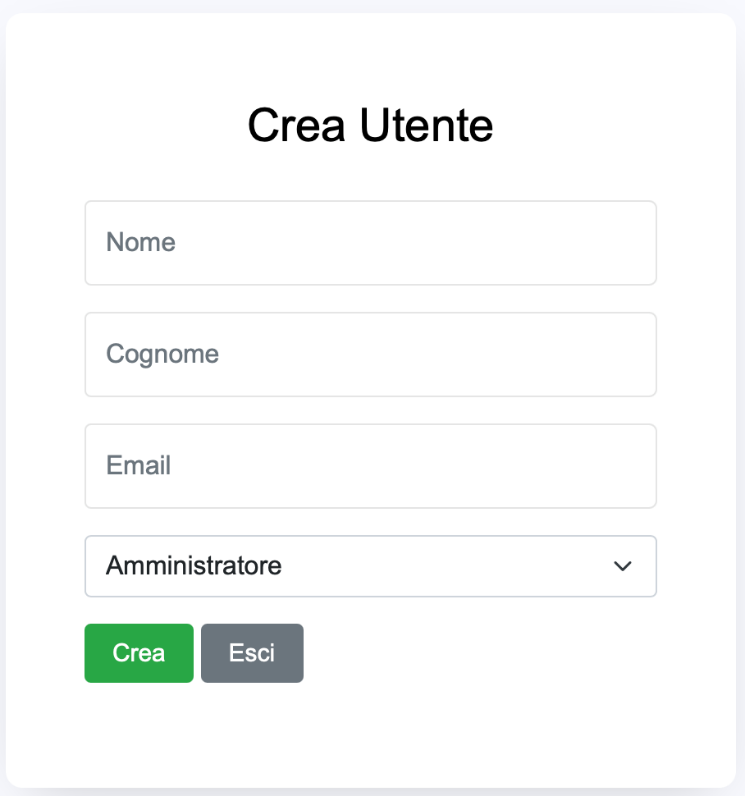 Crea Utente
Nome
Cognome
Email
Amministratore
Crea Esci